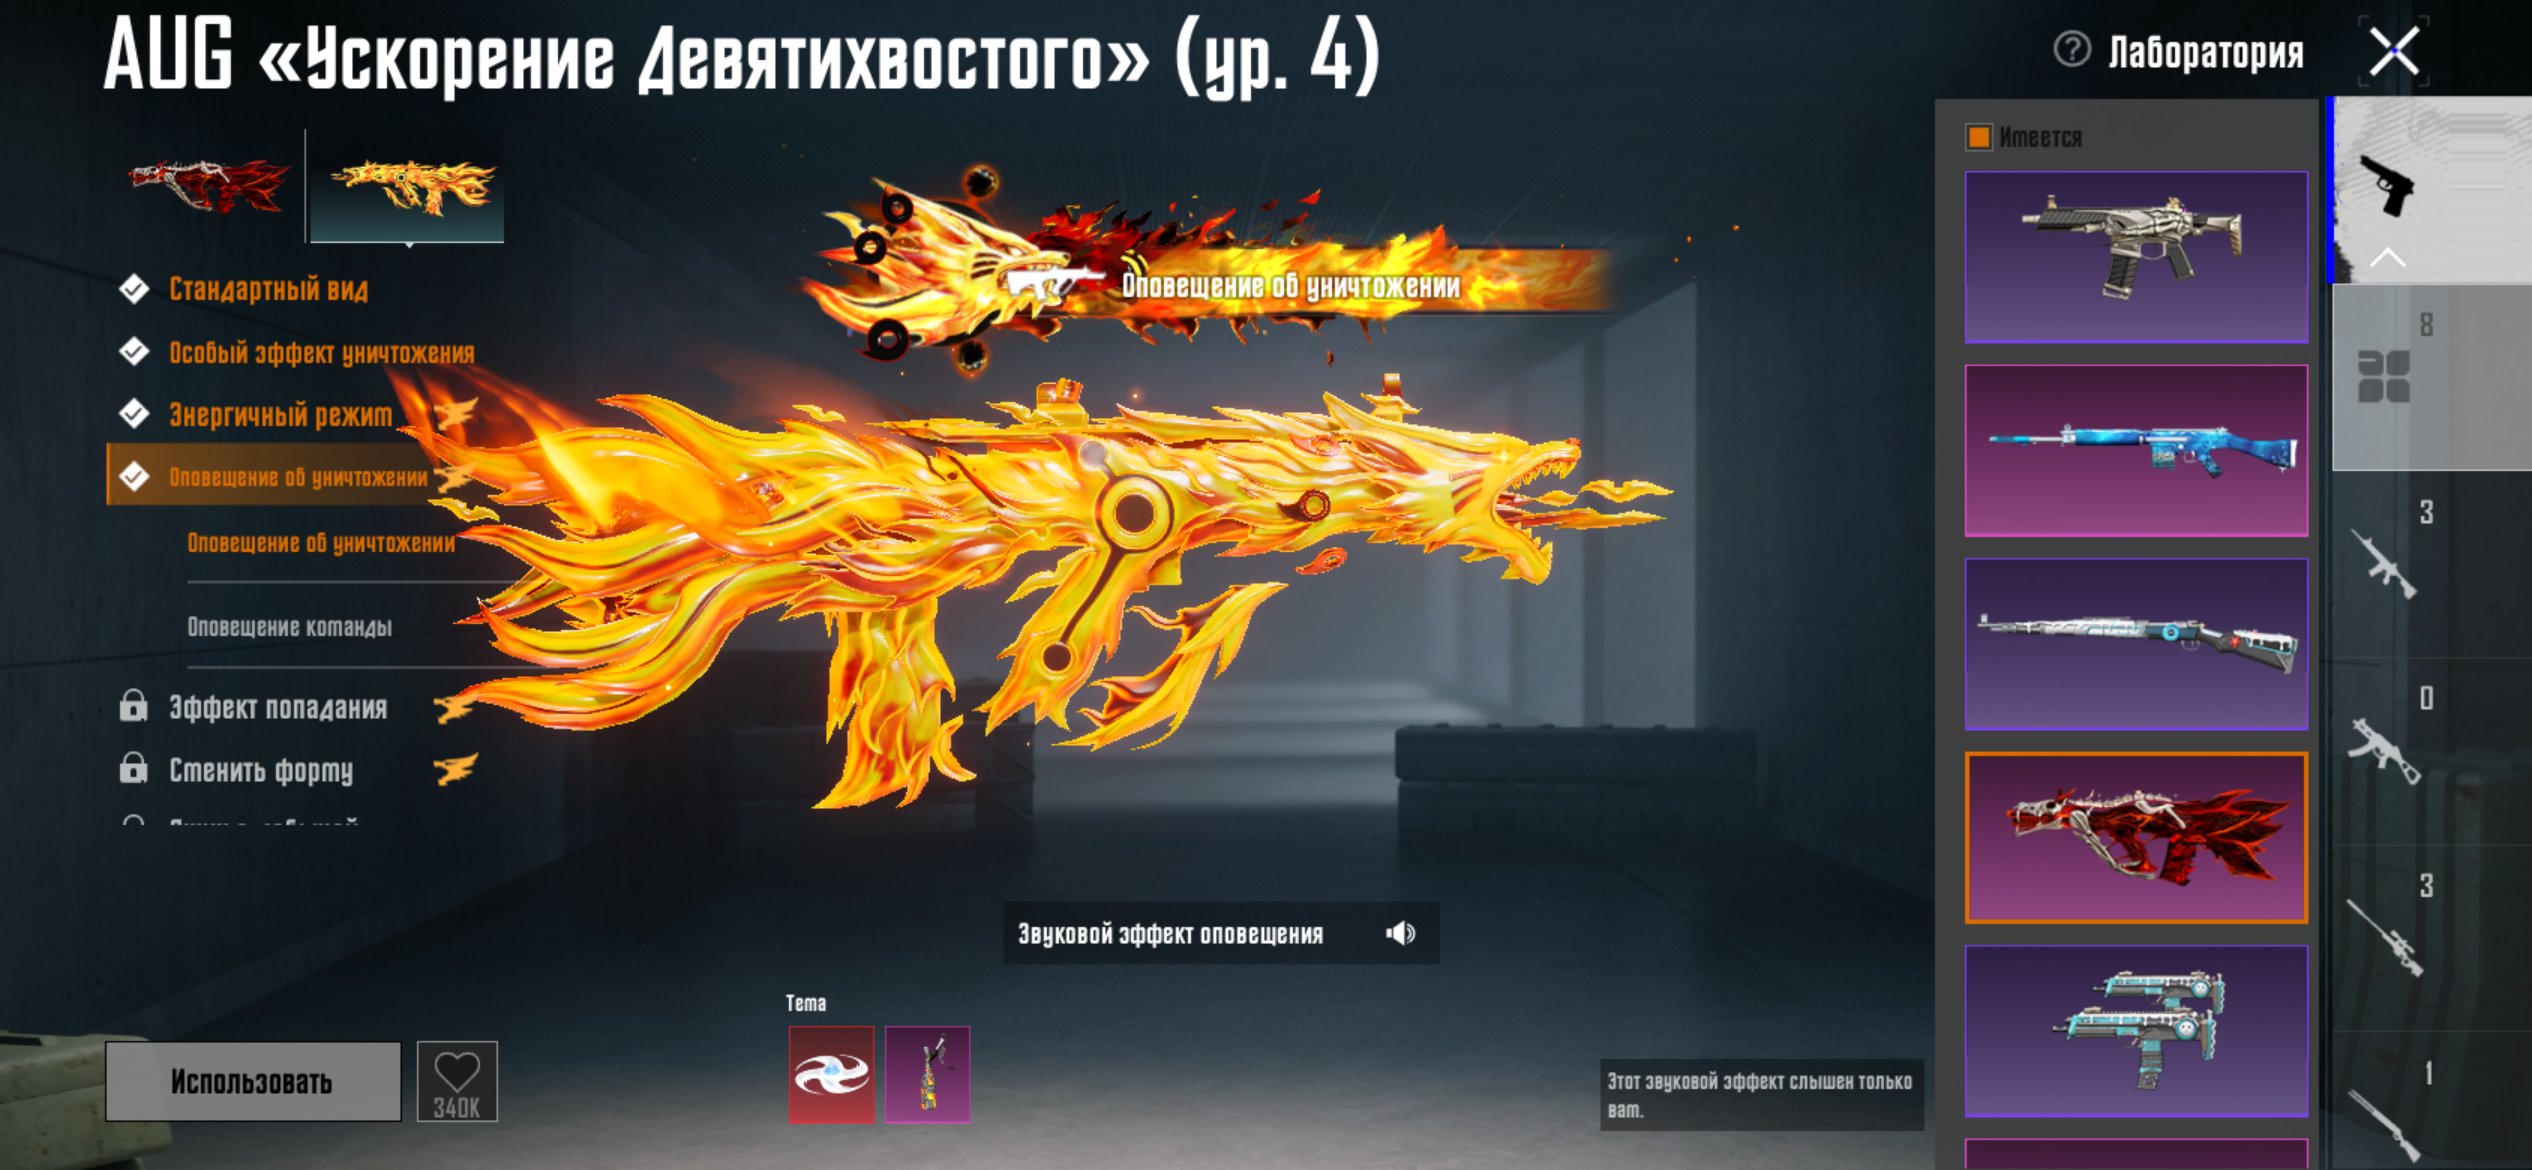 AUG «Ускорение Девятихвостого» (ур. 4)
Лаборатория
Имеется
Стандартный вид
Особый эффект уничтожения
Энергичный режим
Оповещение об уничтожении
Оповещение об уничтожении
Оповещение команды
Эффект попадания
Сменить форму
Оповещение об уничтожении
Звуковой эффект оповещения
Тема
Использовать
340K
Этот звуковой эффект слышен только
вам.
8
3
0
3
1